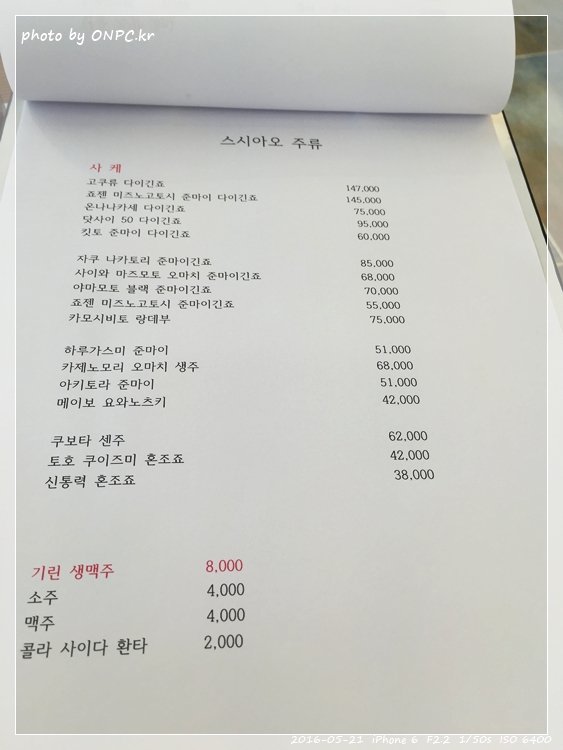 photo by ONPC.kr
스시아오 주류
사 케
고쿠류 다이긴죠 147,000
죠젠 미즈노고토시 준마이 다이긴죠 145,000
온나나카세 다이긴죠 75,000
닷사이 50 다이긴죠 95,000
킷토 준마이 다이긴죠 60,000
자쿠 나카토리 준마이긴죠 85,000
사이와 마즈모토 오마치 준마이긴죠 68,000
야마모토 블랙 준마이긴죠 70,000
죠젠 미즈노고토시 준마이긴죠 55,000
카모시비토 랑데부 75,000
하루가스미 준마이 51,000
카제노모리 오마치 생주 68,000
아키토라 준마이 51,000
메이보 요와노츠키 42,000
쿠보타 센주 62,000
토호 쿠이즈미 혼조죠 42,000
신통력 혼조죠 38,000
기린 생맥주 8,000
소주 4,000
맥주 4,000
콜라 사이다 환타 2,000
2016-05-21 iPhone 6 F2.2 1/50s ISO 6400